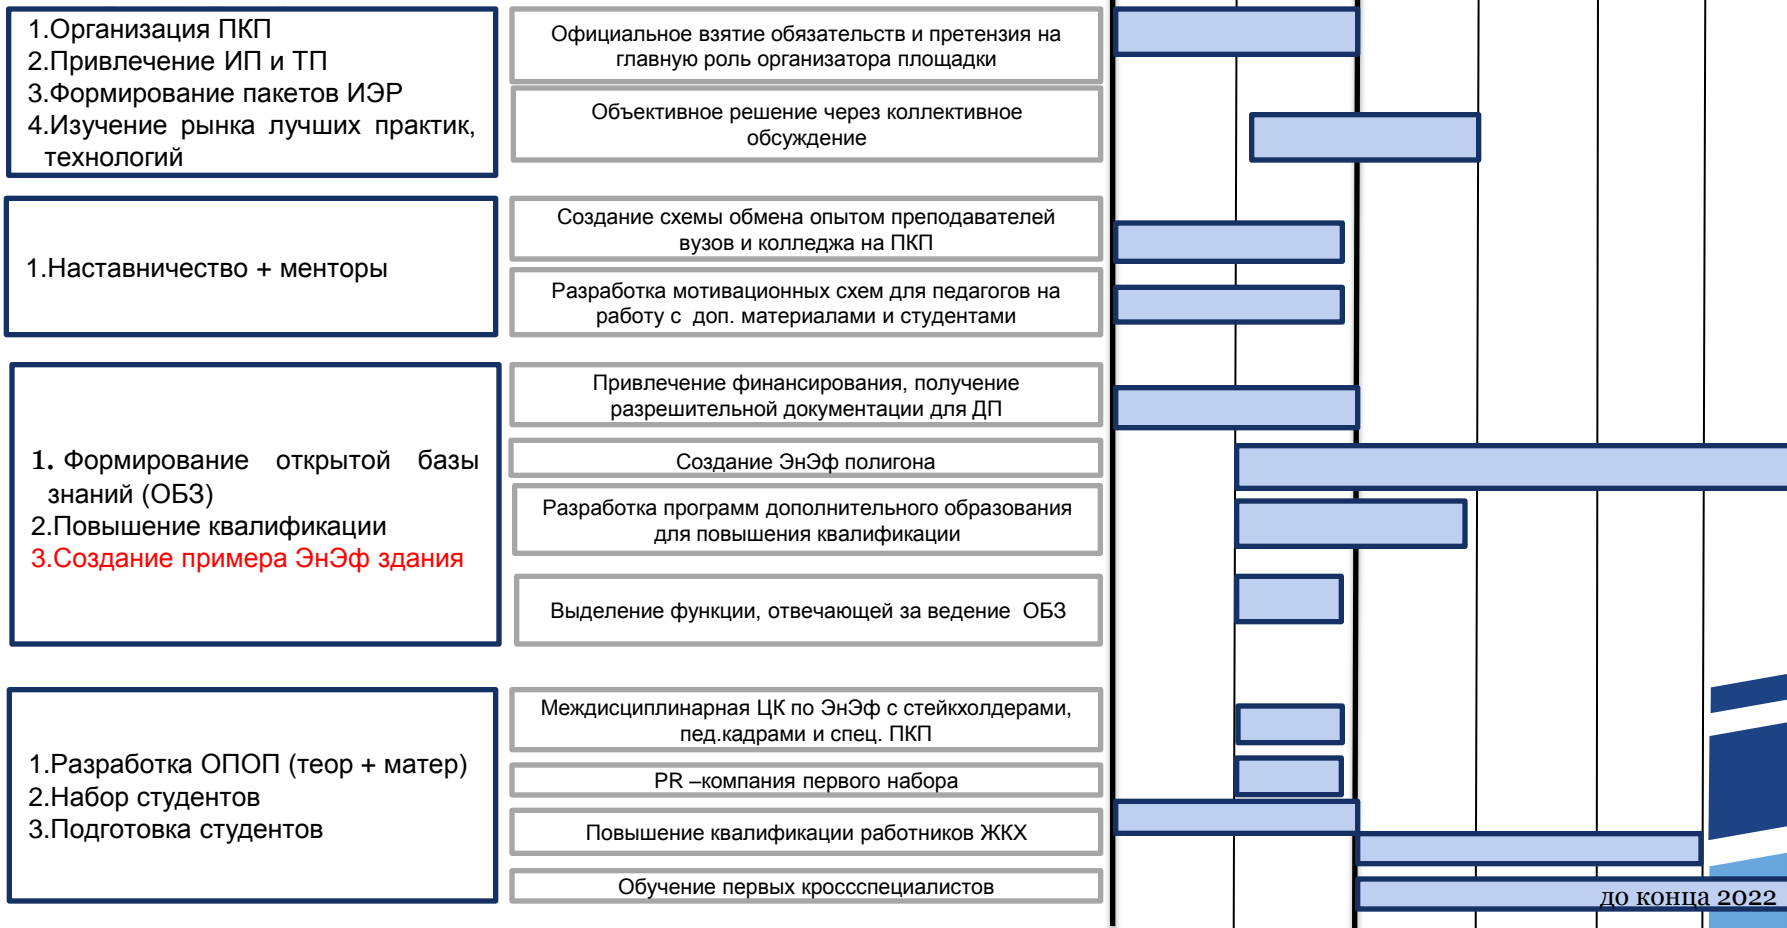 1.Организация ПКП
2.Привлечение ИП и ТП
3.Формирование пакетов ИЭР
4.Изучение рынка лучших практик,
технологий
Официальное взятие обязательств и претензия на
главную роль организатора площадки
Объективное решение через коллективное
обсуждение
1.Наставничество + менторы
Создание схемы обмена опытом преподавателей
вузов и колледжа на ПКП
Разработка мотивационных схем для педагогов на
работу с доп. материалами и студентами
1. Формирование открытой базы
знаний (ОБЗ)
2.Повышение квалификации
3.Создание примера ЭнЭф здания
Привлечение финансирования, получение
разрешительной документации для ДП
Создание ЭнЭф полигона
Разработка программ дополнительного образования
для повышения квалификации
Выделение функции, отвечающей за ведение ОБЗ
1.Разработка ОПОП (теор + матер)
2.Набор студентов
3.Подготовка студентов
Междисциплинарная ЦК по ЭнЭф с стейкхолдерами,
пед.кадрами и спец. ПКП
PR –компания первого набора
Повышение квалификации работников ЖКХ
Обучение первых кроссспециалистов
до конца 2022